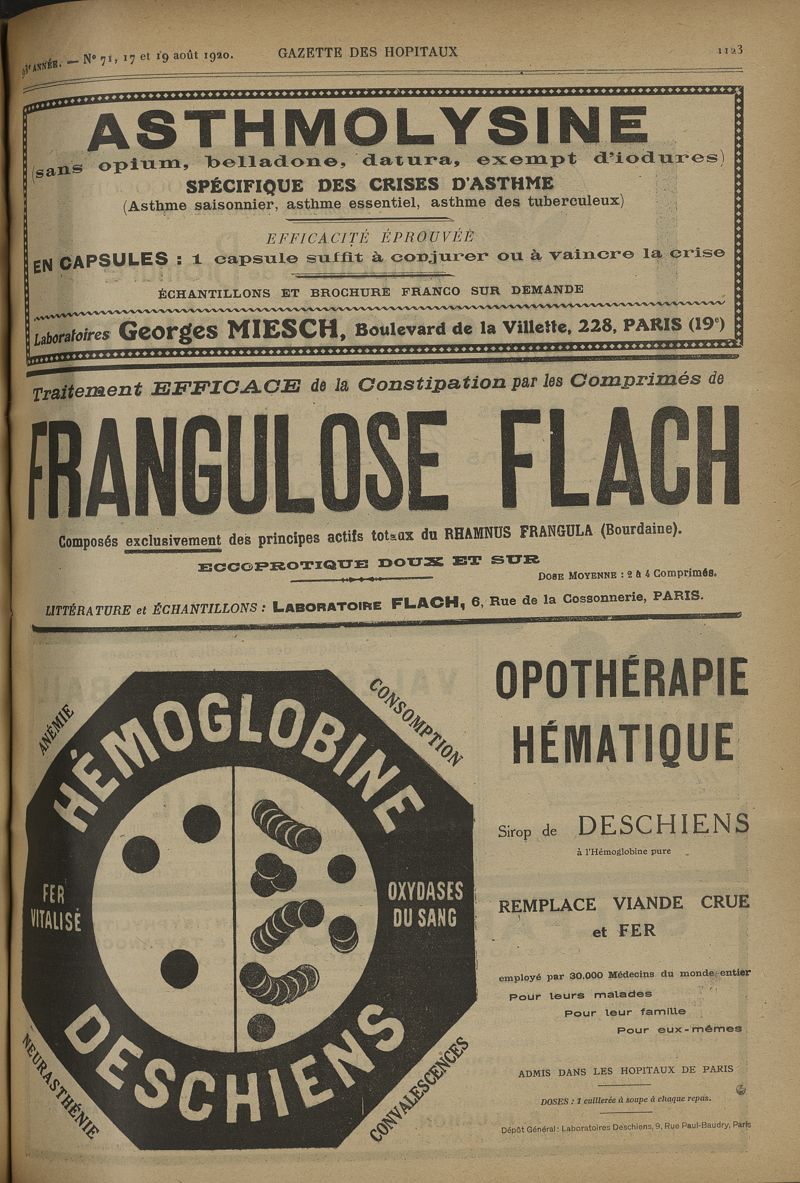 93e ANNÉE. — No 71, 17 et 19 août 1920. GAZETTE DES HOPITAUX 1123
ASTHMOLYSINE
(sans opium, belladone, datura, exempt d'iodures)
SPÉCIFIQUE DES CRISES D'ASTHME
(Asthme saisonnier, asthme essentiel, asthme des tuberculeux)
EFFICACITÉ ÉPROUVÉE
EN CAPSULES : 1 capsule suffit à conjurer ou à vaincre la crise
ÉCHANTILLONS ET BROCHURE FRANCO SUR DEMANDE
Laboratoires Georges MIESCH, Boulevard de la Villette, 228, PARIS (19e)
Traitement EFFICACE de la Constipation par les Comprimés de
FRANGULOSE FLACH
Composés exclusivement des principes actifs totaux du RHAMNUS FRANGULA (Bourdaine).
ECCOPROTIQUE DOUX ET SUR
DOSE MOYENNE : 2 à 4 Comprimés.
LITTÉRATURE et ÉCHANTILLONS : LABORATOIRE FLACH, 6, Rue de la Cossonnerie, PARIS.
ANÉMIE
CONSOMPTION
HÉMOGLOBINE
FER VITALISÉ
OXYDASES DU SANG
DESCHIENS
NEURASTHÉNIE
CONVALESCENCES
OPOTHÉRAPIE
HÉMATIQUE
Sirop de DESCHIENS
à l'Hémoglobine pure
REMPLACE VIANDE CRUE
et FER
employé par 30.000 Médecins du monde entier
Pour leurs malades
Pour leur famille
Pour eux-mêmes
ADMIS DANS LES HOPITAUX DE PARIS
DOSES : 1 cuillerée à soupe à chaque repas.
Dépôt Général : Laboratoires Deschiens, 9, Rue Paul-Baudry, Paris